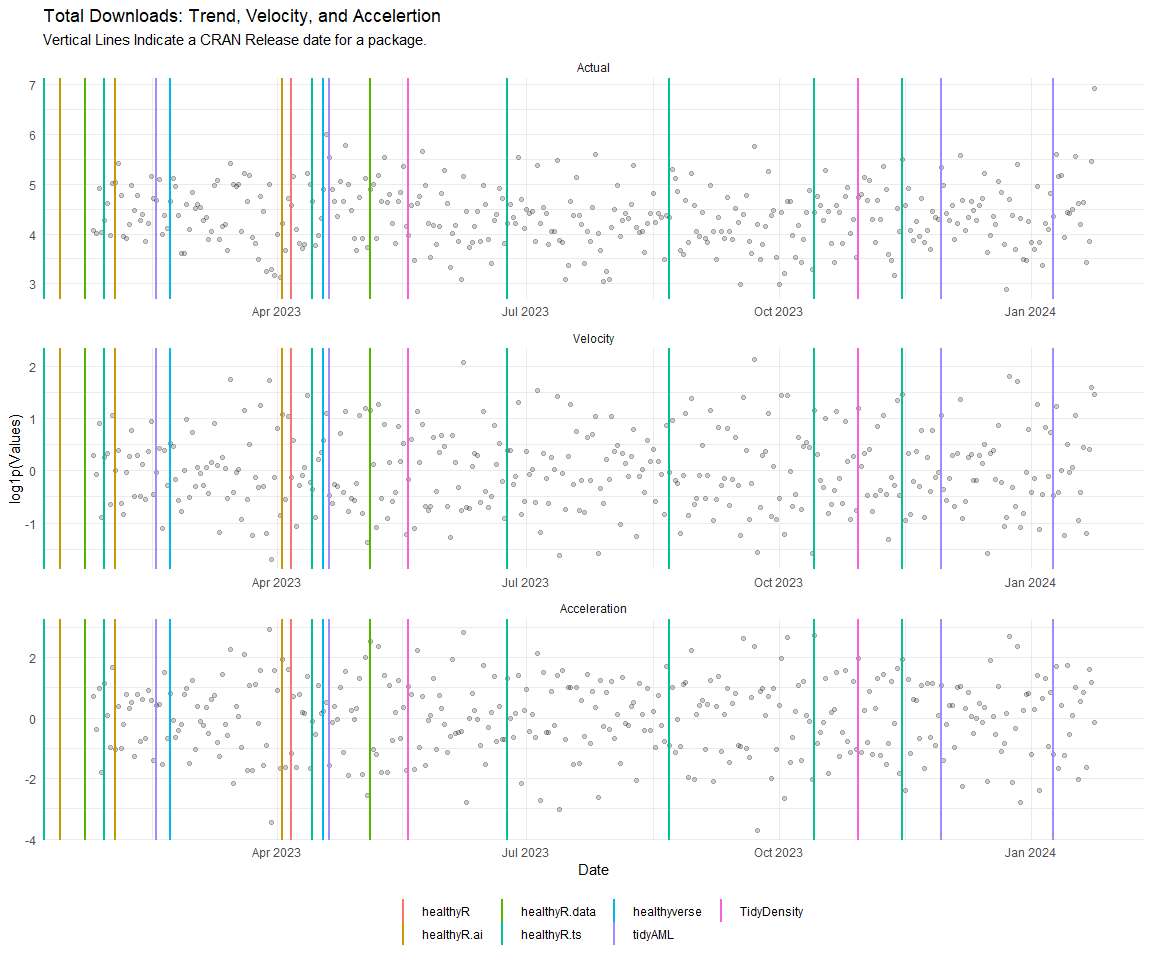 Total Downloads: Trend, Velocity, and Accelertion
Vertical Lines Indicate a CRAN Release date for a package.
Actual
7
6
5
4
3
Apr 2023 Jul 2023 Oct 2023 Jan 2024
Velocity
2
1
0
-1
Apr 2023 Jul 2023 Oct 2023 Jan 2024
log1p(Values)
Acceleration
2
0
-2
-4
Apr 2023 Jul 2023 Oct 2023 Jan 2024
Date
healthyR healthyR.data healthyverse TidyDensity
healthyR.ai healthyR.ts tidyAML